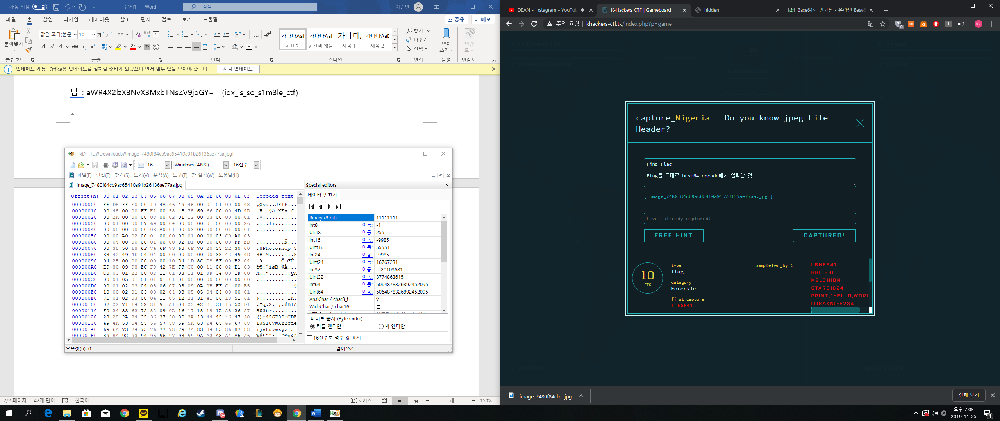 자동 저장 끔 문서1 - Word 검색 이경민
파일 홈 삽입 디자인 레이아웃 참조 편지 검토 보기 도움말 공유 메모
붙여넣기 맑은 고딕(본문 10 가나다AaE 가나다AaE 가나다 가나다AaE 찾기 바꾸기 선택 받아쓰기 민감도
표준 간격 없음 제목 1 제목 2
클립보드 글꼴 단락 스타일 편집 음성 민감도
업데이트 가능 Office용 업데이트를 설치할 준비가 되었으나 먼저 일부 앱을 닫아야 합니다. 지금 업데이트
답 : aWR4X2lzX3NvX3MxbTNsZV9jdGY= (idx_is_so_s1m3le_ctf)
HxD - [E:₩Downloads₩image_7480f84cb9ac65410a91b26136ae77aa.jpg]
16 Windows (ANSI) 16진수
파일(F) 편집(E) 찾기(S) 보기(V) 분석(A) 도구(T) 창 설정(W) 도움말(H)
image_7480f84cb9ac65410a91b26136ae77aa.jpg
Offset(h) 00 01 02 03 04 05 06 07 08 09 0A 0B 0C 0D 0E 0F Decoded text
00000000 FF D8 FF E0 00 10 4A 46 49 46 00 01 01 00 00 48 ÿØÿà..JFIF.....
00000010 00 48 00 00 FF E1 00 58 45 78 69 66 00 00 4D 4D .H..ÿá.XExif..
00000020 00 2A 00 00 00 08 00 02 01 12 00 03 00 00 00 01 .*.............
00000030 00 01 00 00 87 69 00 04 00 00 00 01 00 00 00 26 ....‡i.........
00000040 00 00 00 00 00 03 A0 01 00 03 00 00 00 01 00 01
00000050 00 00 A0 02 00 04 00 00 00 01 00 00 03 C0 A0 03
00000060 00 04 00 00 00 01 00 00 02 D1 00 00 00 00 FF ED .........Ñ....
00000070 00 38 50 68 6F 74 6F 73 68 6F 70 20 33 2E 30 00 .8Photoshop 3
00000080 38 42 49 4D 04 04 00 00 00 00 00 00 38 42 49 4D 8BIM........8
00000090 04 25 00 00 00 00 00 10 D4 1D 8C D9 8F 00 B2 04 .%......Ô.ŒÙ.
000000A0 E9 80 09 98 EC F8 42 7E FF C0 00 11 08 02 D1 03 é€.˜ìøB~ÿÀ...
000000B0 C0 03 01 22 00 02 11 01 03 11 01 FF C4 00 1F 00 À..".......ÿÄ
000000C0 00 01 05 01 01 01 01 01 01 00 00 00 00 00 00 00
000000D0 00 01 02 03 04 05 06 07 08 09 0A 0B FF C4 00 B5 ............ÿ
000000E0 10 00 02 01 03 03 02 04 03 05 05 04 04 00 00 01
000000F0 7D 01 02 03 00 04 11 05 12 21 31 41 06 13 51 61 }........!1A.
00000100 07 22 71 14 32 81 91 A1 08 23 42 B1 C1 15 52 D1 ."q.2.‘¡.#B±Á
00000110 F0 24 33 62 72 82 09 0A 16 17 18 19 1A 25 26 27 ð$3br‚.......
00000120 28 29 2A 34 35 36 37 38 39 3A 43 44 45 46 47 48 ()*456789:CDE
00000130 49 4A 53 54 55 56 57 58 59 5A 63 64 65 66 67 68 IJSTUVWXYZcde
00000140 69 6A 73 74 75 76 77 78 79 7A 83 84 85 86 87 88 ijstuvwxyzƒ„…
00000150 89 8A 92 93 94 95 96 97 98 99 9A A2 A3 A4 A5 A6
Special editors
데이터 변환기
Binary (8 bit) 11111111
Int8 이동: -1
UInt8 이동: 255
Int16 이동: -9985
UInt16 이동: 55551
Int24 이동: -9985
UInt24 이동: 16767231
Int32 이동: -520103681
UInt32 이동: 3774863615
Int64 이동: 5064878326892452095
UInt64 이동: 5064878326892452095
AnsiChar / char8_t ÿ
WideChar / char16_t
바이트 순서 (Byte Order)
리틀 엔디안 빅 엔디안
16진수로 정수 값 표시
오프셋(h): 0 덮어쓰기
2/2 페이지 42개 단어 한국어 포커스 150%
DEAN - instagram - YouTub K-Hackers CTF | Gameboard hidden Base64로 인코딩 - 온라인 Base6
주의 요함 | khackers-ctf.tk/index.php?p=game 경민
capture_Nigeria - Do you know jpeg File
Header?
Find Flag
Flag를 그대로 base64 encode해서 입력할 것.
[ image_7480f84cb9ac65410a91b26136ae77aa.jpg ]
Level already captured!
FREE HINT CAPTURED!
10
PTS
type
flag
category
Forensic
first_capture
lsh6841
completed_by >
LSH6841
BBI_BBI
MELCHION
STARG1624
PRINT("HELLO,WORL
ITISAKNIFE234
image_7480f84cb....jpg 전체 보기
오후 7:03
2019-11-25
4